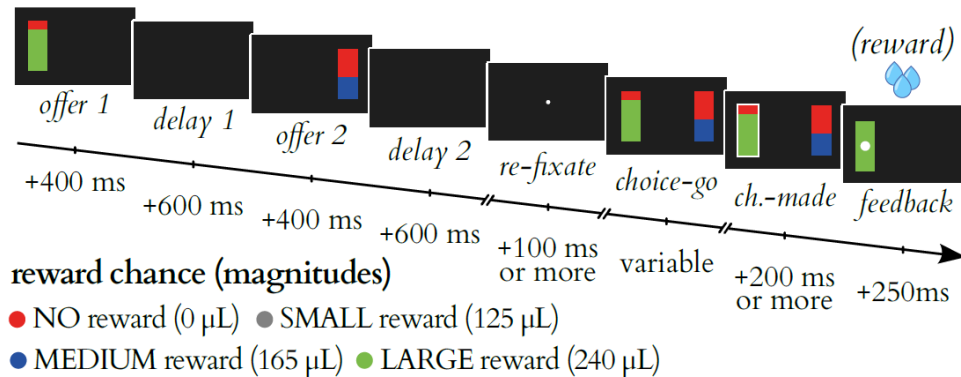 (reward)
offer 1
delay 1
offer 2
delay 2
re-fixate
choice-go
ch.-made
feedback
+400 ms
+600 ms
+400 ms
+600 ms
+100 ms
or more
variable
+200 ms
or more
+250ms
reward chance (magnitudes)
NO reward (0 µL) SMALL reward (125 µL)
MEDIUM reward (165 µL) LARGE reward (240 µL)